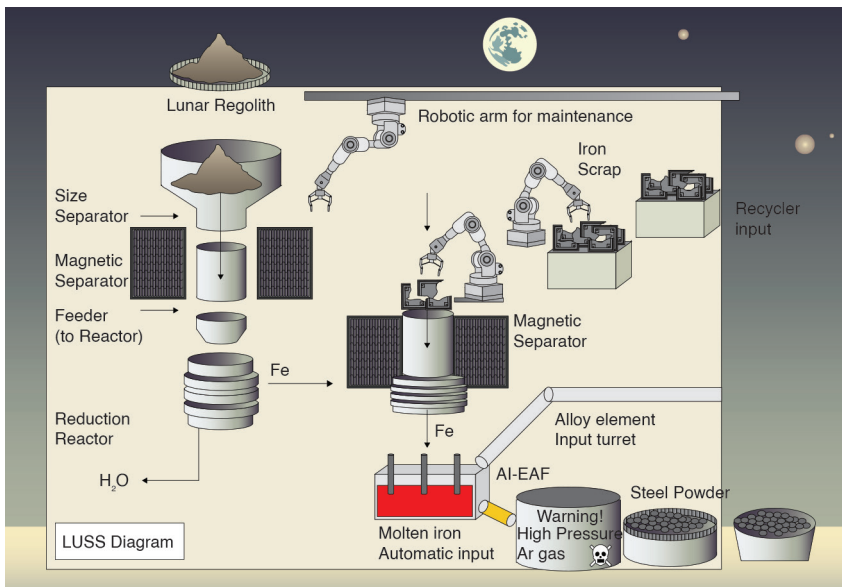 Lunar Regolith
Robotic arm for maintenance
Iron
Scrap
Recycler
input
Size
Separator
Magnetic
Separator
Feeder
(to Reactor)
Magnetic
Separator
Fe
Reduction
Reactor
H₂O
Fe
Alloy element
Input turret
AI-EAF
Steel Powder
Molten iron
Automatic input
Warning!
High Pressure
Ar gas
LUSS Diagram